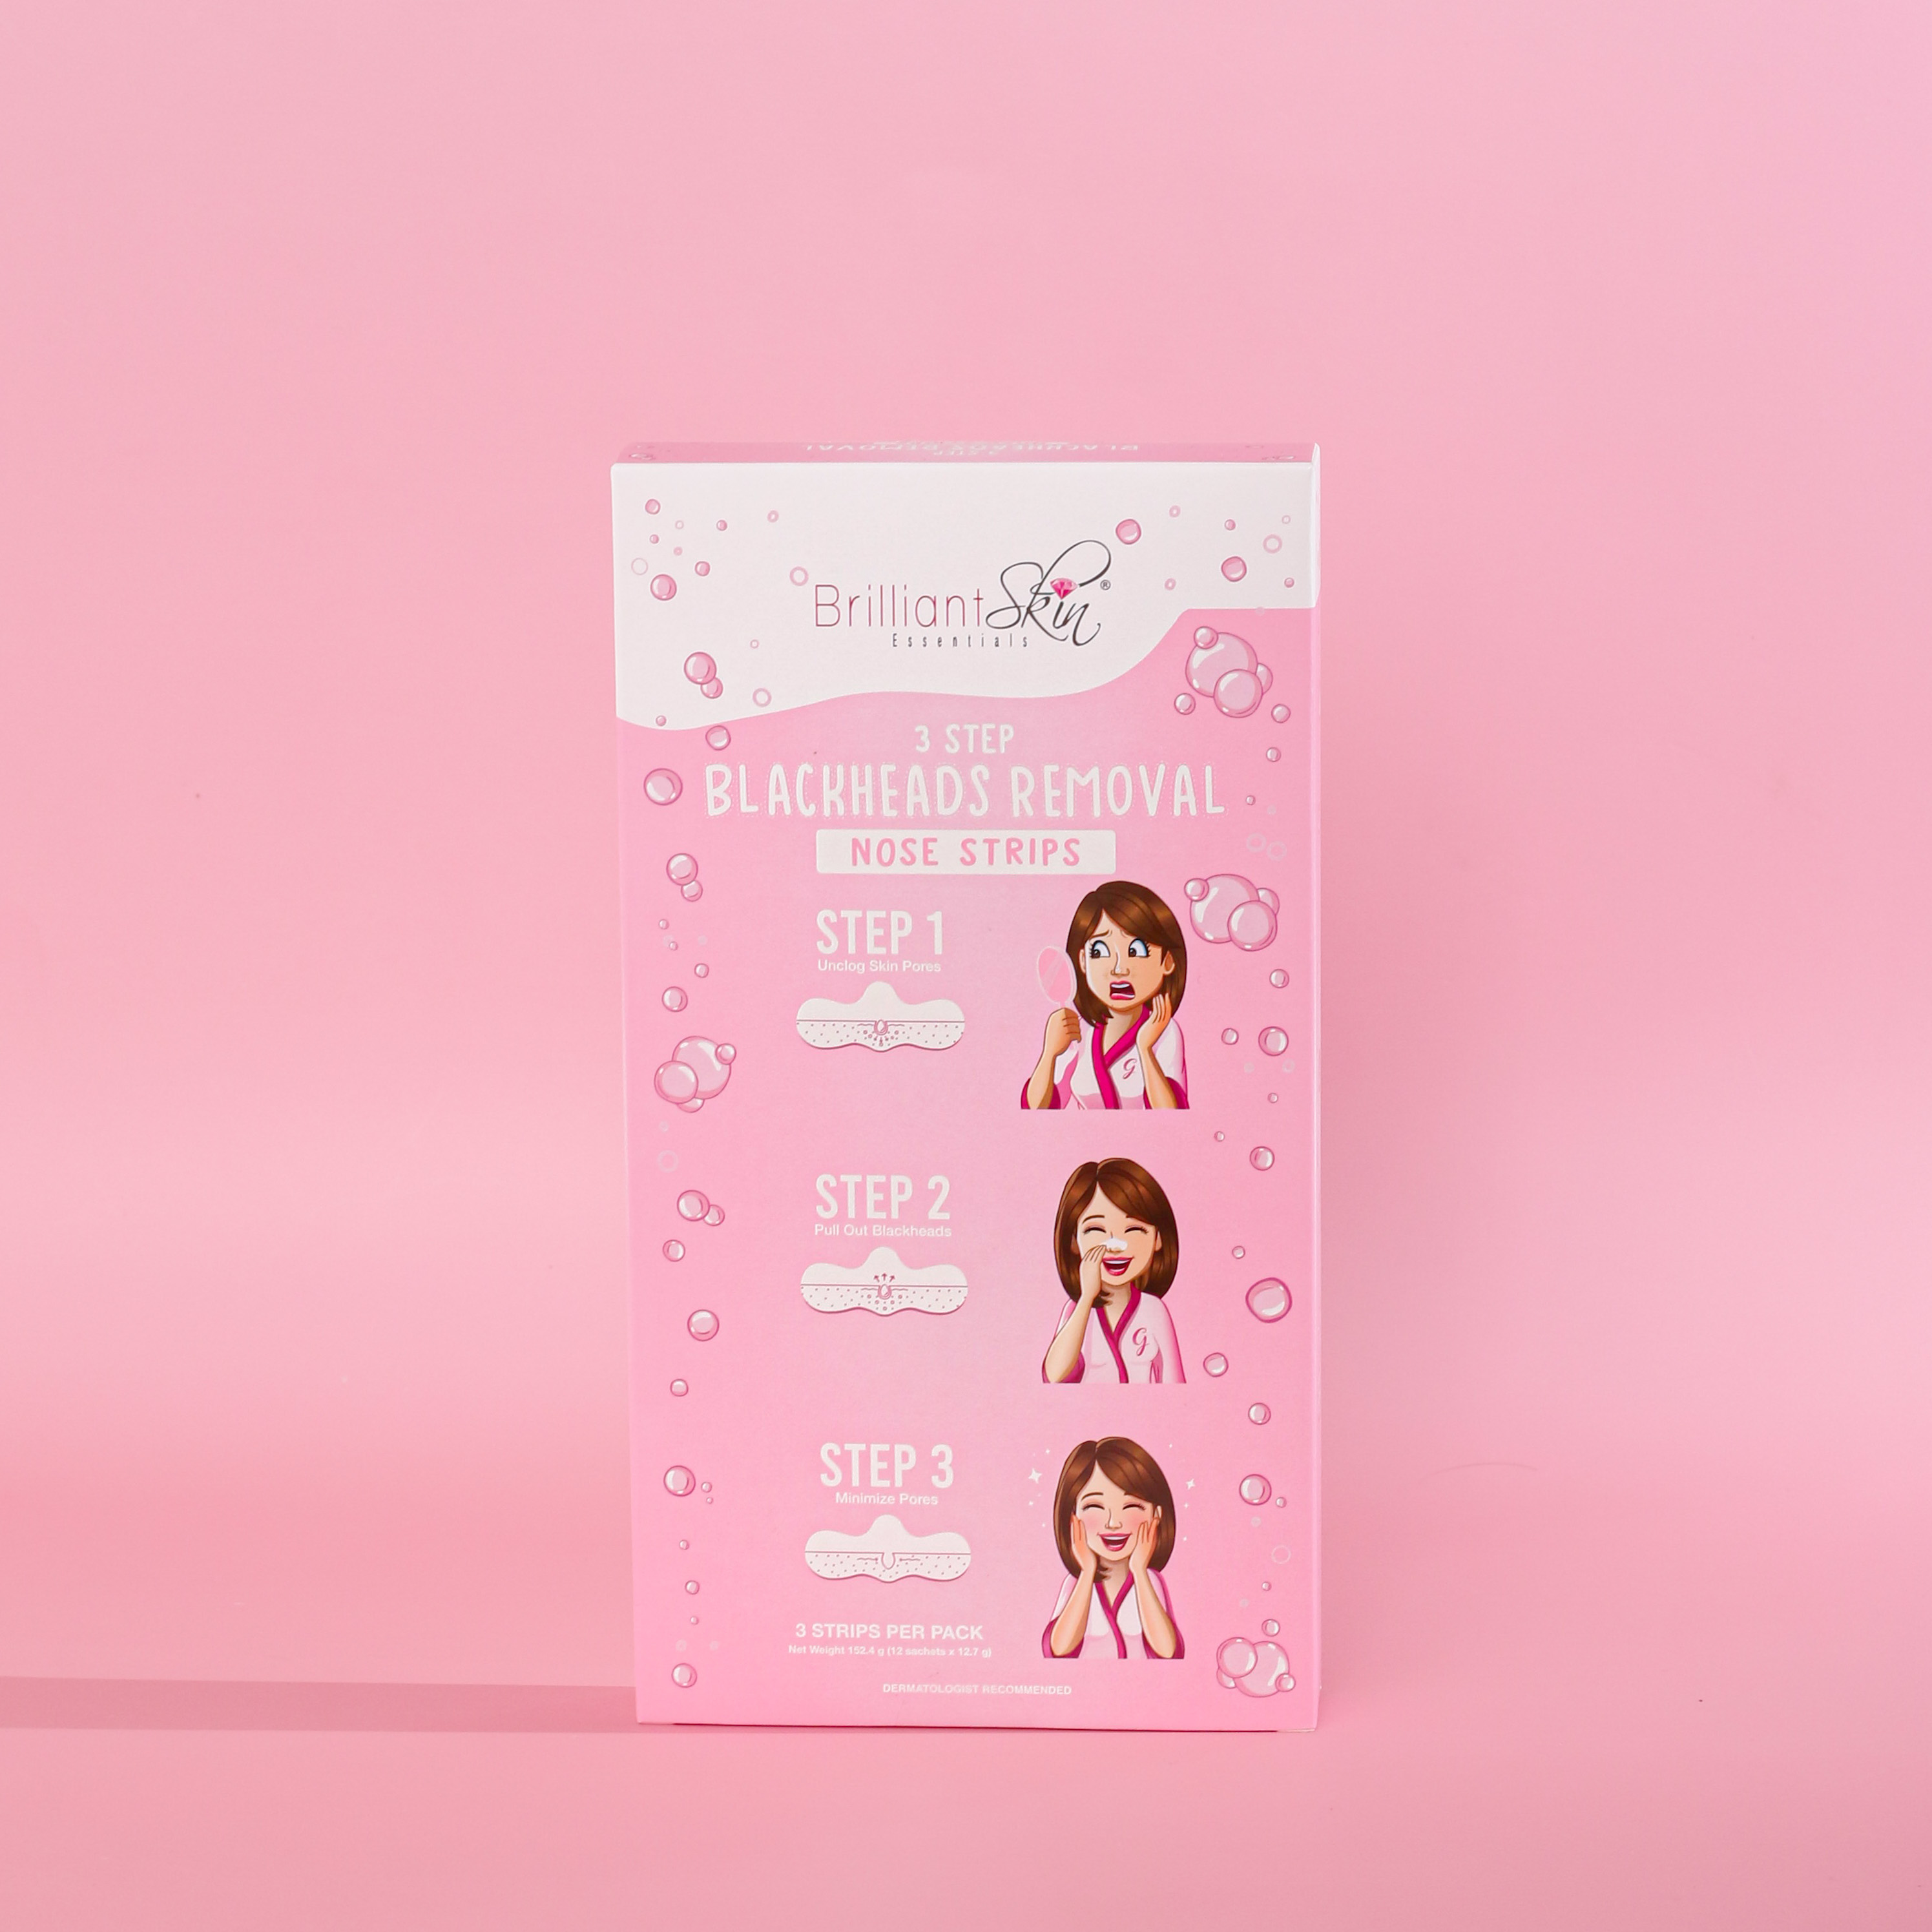 BrilliantSkin®
Essentials
3 STEP
BLACKHEADS REMOVAL
NOSE STRIPS
STEP 1
Unclog Skin Pores
g
STEP 2
Pull Out Blackheads
g
STEP 3
Minimize Pores
3 STRIPS PER PACK
Net Weight 152.4 g (12 sachets x 12.7 g)
DERMATOLOGIST RECOMMENDED